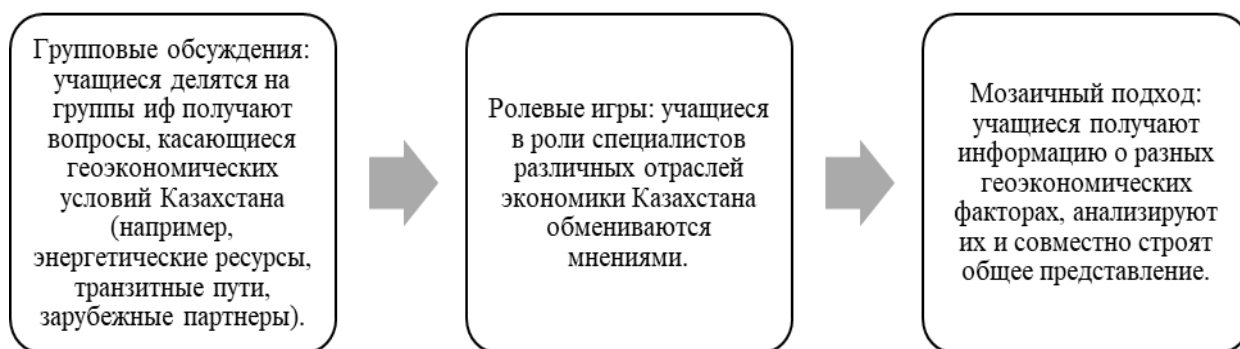 Групповые обсуждения:
учащиеся делятся на
группы иф получают
вопросы, касающиеся
геоэкономических
условий Казахстана
(например,
энергетические ресурсы,
транзитные пути,
зарубежные партнеры).
Ролевые игры: учащиеся
в роли специалистов
различных отраслей
экономики Казахстана
обмениваются
мнениями.
Мозаичный подход:
учащиеся получают
информацию о разных
геоэкономических
факторах, анализируют
их и совместно строят
общее представление.